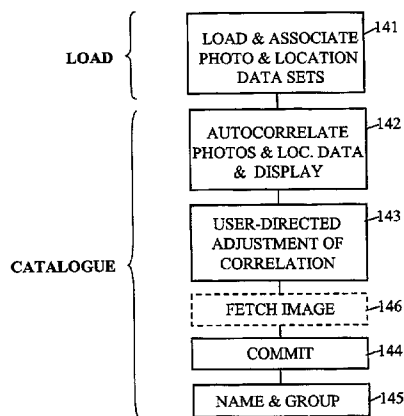 LOAD
LOAD & ASSOCIATE
PHOTO & LOCATION
DATA SETS
141
CATALOGUE
AUTOCORRELATE
PHOTOS & LOC. DATA
& DISPLAY
142
USER-DIRECTED
ADJUSTMENT OF
CORRELATION
143
FETCH IMAGE
146
COMMIT
144
NAME & GROUP
145